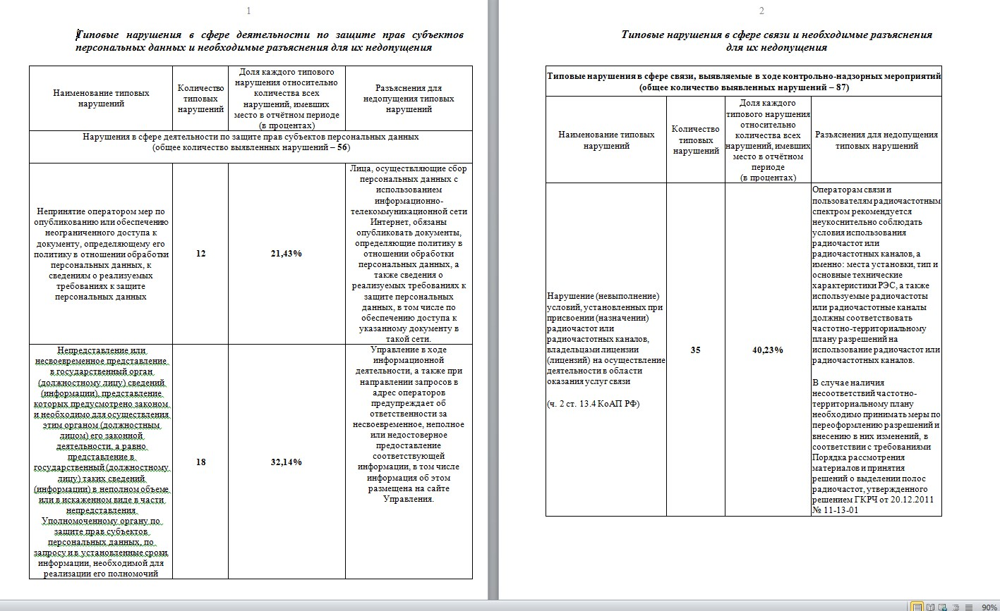 1
Типовые нарушения в сфере деятельности по защите прав субъектов
персональных данных и необходимые разъяснения для их недопущения
Наименование типовых
нарушений
Количество
типовых
нарушений
Доля каждого типового
нарушения относительно
количества всех
нарушений, имевших
место в отчётном периоде
(в процентах)
Разъяснения для
недопущения типовых
нарушений
Нарушения в сфере деятельности по защите прав субъектов персональных данных
(общее количество выявленных нарушений – 56)
Непринятие оператором мер по
опубликованию или обеспечению
неограниченного доступа к
документу, определяющему его
политику в отношении обработки
персональных данных, к
сведениям о реализуемых
требованиях к защите
персональных данных
12
21,43%
Лица, осуществляющие сбор
персональных данных с
использованием
информационно-
телекоммуникационной сети
Интернет, обязаны
опубликовать документы,
определяющие политику в
отношении обработки
персональных данных, а
также сведения о
реализуемых требованиях к
защите персональных
данных, в том числе по
обеспечению доступа к
указанному документу в
такой сети.
Непредставление или
несвоевременное представление
в государственный орган
(должностному лицу) сведений
(информации), представление
которых предусмотрено законом
и необходимо для осуществления
этим органом (должностным
лицом) его законной
деятельности, а равно
представление в
государственный (должностному
лицу) таких сведений
(информации) в неполном объеме
или в искаженном виде в части
непредставления
Уполномоченному органу по
защите прав субъектов
персональных данных, по
запросу и в установленные сроки,
информации, необходимой для
реализации его полномочий
18
32,14%
Управление в ходе
информационной
деятельности, а также при
направлении запросов в
адрес операторов
предупреждает об
ответственности за
несвоевременное, неполное
или недостоверное
предоставление
соответствующей
информации, в том числе
информация об этом
размещена на сайте
Управления.
2
Типовые нарушения в сфере связи и необходимые разъяснения
для их недопущения
Типовые нарушения в сфере связи, выявляемые в ходе контрольно-надзорных мероприятий
(общее количество выявленных нарушений – 87)
Наименование типовых
нарушений
Количество
типовых
нарушений
Доля каждого
типового нарушения
относительно
количества всех
нарушений, имевших
место в отчётном
периоде
(в процентах)
Разъяснения для недопущения
типовых нарушений
Нарушение (невыполнение)
условий, установленных при
присвоении (назначении)
радиочастот или
радиочастотных каналов,
владельцами лицензии
(лицензий) на осуществление
деятельности в области
оказания услуг связи
(ч. 2 ст. 13.4 КоАП РФ)
35
40,23%
Операторам связи и
пользователям радиочастотным
спектром рекомендуется
неукоснительно соблюдать
условия использования
радиочастот или
радиочастотных каналов, а
именно: места установки, тип и
основные технические
характеристики РЭС, а также
используемые радиочастоты
или радиочастотные каналы
должны соответствовать
частотно-территориальному
плану разрешений на
использование радиочастот или
радиочастотных каналов.
В случае наличия
несоответствий частотно-
территориальному плану
необходимо принимать меры по
переоформлению разрешений и
внесению в них изменений, в
соответствии с требованиями
Порядка рассмотрения
материалов и принятия
решений о выделении полос
радиочастот, утвержденного
решением ГКРЧ от 20.12.2011
№ 11-13-01
90%